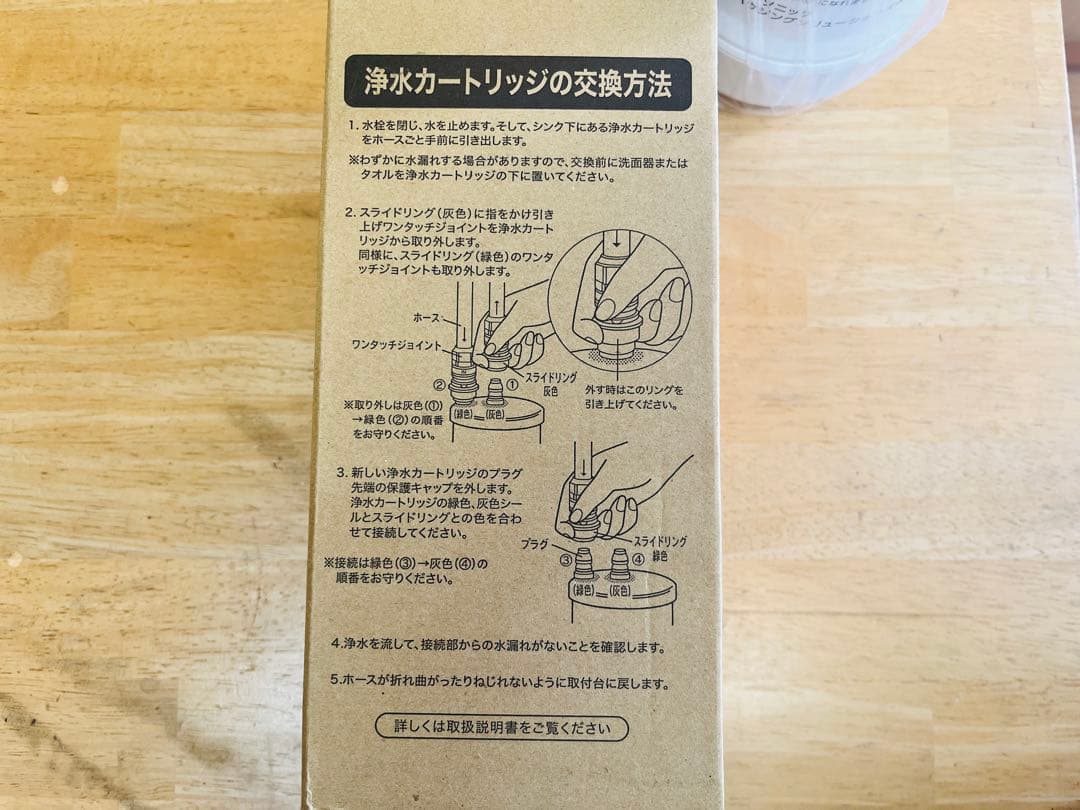 浄水カートリッジの交換方法
1. 水栓を閉じ、水を止めます。そして、シンク下にある浄水カートリッジ
をホースごと手前に引き出します。
※わずかに水漏れする場合がありますので、交換前に洗面器または
タオルを浄水カートリッジの下に置いてください。
2. スライドリング(灰色)に指をかけ引き
上げワンタッチジョイントを浄水カート
リッジから取り外します。
同様に、スライドリング(緑色)のワンタ
ッチジョイントも取り外します。
ホース
ワンタッチジョイント
スライドリング
灰色
②
①
(緑色)
(灰色)
外す時はこのリングを
引き上げてください。
※取り外しは灰色(①)
→緑色(②)の順番
をお守りください。
3. 新しい浄水カートリッジのプラグ
先端の保護キャップを外します。
浄水カートリッジの緑色、灰色シー
ルとスライドリングとの色を合わ
せて接続してください。
プラグ
スライドリング
緑色
③
④
(緑色)
(灰色)
※接続は緑色(③)→灰色(④)の
順番をお守りください。
4.浄水を流して、接続部からの水漏れがないことを確認します。
5.ホースが折れ曲がったりねじれないように取付台に戻します。
詳しくは取扱説明書をご覧ください